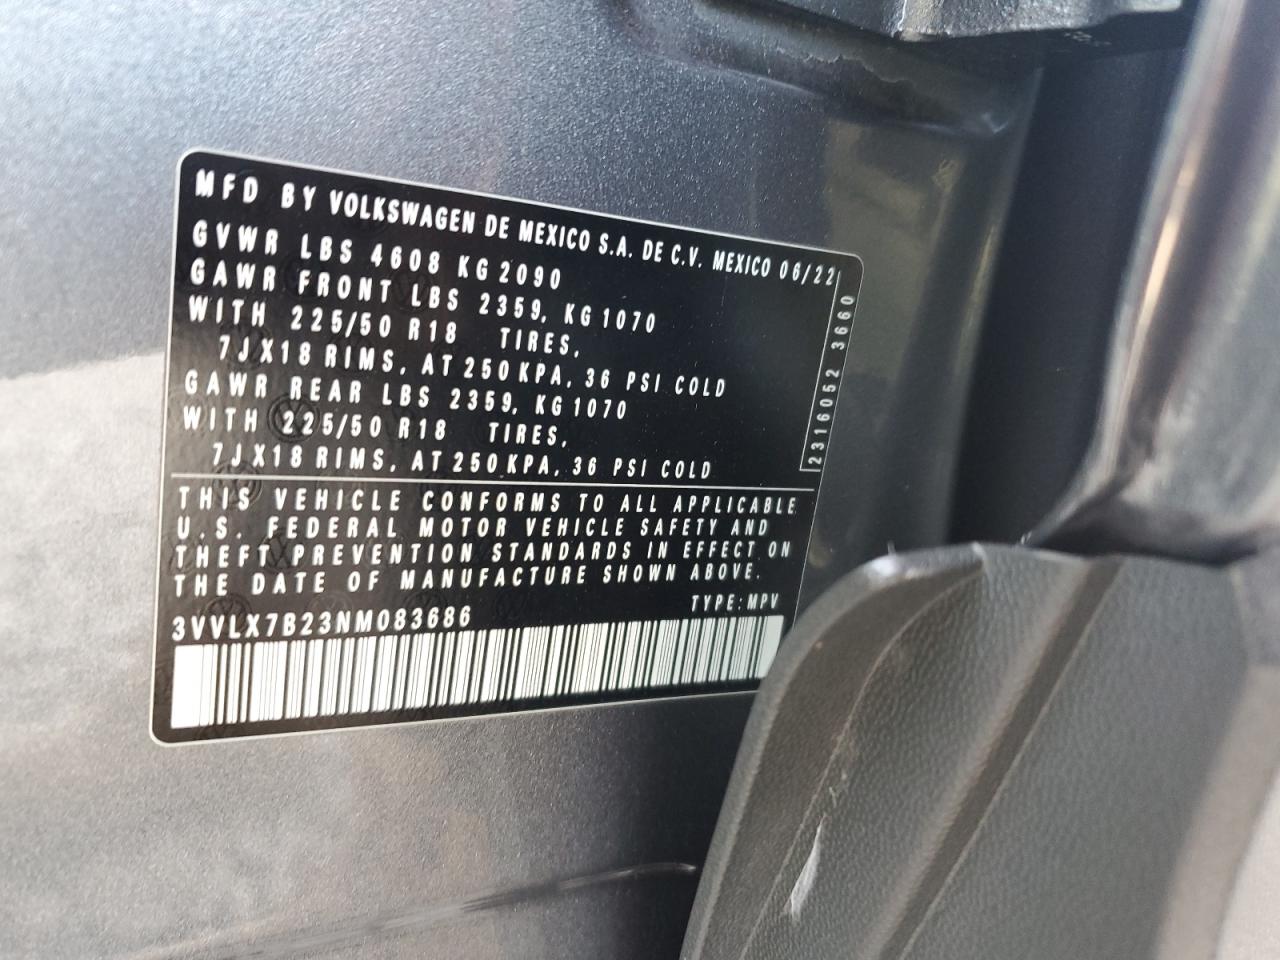 MFD BY VOLKSWAGEN DE MEXICO S.A. DE C.V. MEXICO 06/22
GVWR LBS 4608 KG 2090
GAWR FRONT LBS 2359, KG 1070
WITH 225/50 R18 TIRES,
7JX18 RIMS, AT 250 KPA, 36 PSI COLD
GAWR REAR LBS 2359, KG 1070
WITH 225/50 R18 TIRES,
7JX18 RIMS, AT 250 KPA, 36 PSI COLD
2316052 3660
THIS VEHICLE CONFORMS TO ALL APPLICABLE
U.S. FEDERAL MOTOR VEHICLE SAFETY AND
THEFT PREVENTION STANDARDS IN EFFECT ON
THE DATE OF MANUFACTURE SHOWN ABOVE.
3VVLX7B23NM083686 TYPE: MPV